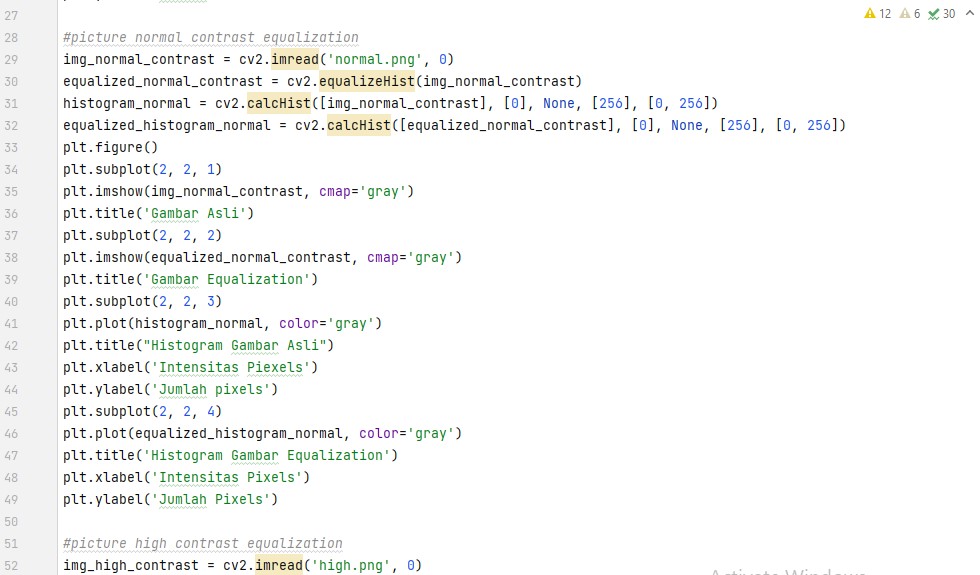 27
12 6 30
28 #picture normal contrast equalization
29 img_normal_contrast = cv2.imread('normal.png', 0)
30 equalized_normal_contrast = cv2.equalizeHist(img_normal_contrast)
31 histogram_normal = cv2.calcHist([img_normal_contrast], [0], None, [256], [0, 256])
32 equalized_histogram_normal = cv2.calcHist([equalized_normal_contrast], [0], None, [256], [0, 256])
33 plt.figure()
34 plt.subplot(2, 2, 1)
35 plt.imshow(img_normal_contrast, cmap='gray')
36 plt.title('Gambar Asli')
37 plt.subplot(2, 2, 2)
38 plt.imshow(equalized_normal_contrast, cmap='gray')
39 plt.title('Gambar Equalization')
40 plt.subplot(2, 2, 3)
41 plt.plot(histogram_normal, color='gray')
42 plt.title("Histogram Gambar Asli")
43 plt.xlabel('Intensitas Piexels')
44 plt.ylabel('Jumlah pixels')
45 plt.subplot(2, 2, 4)
46 plt.plot(equalized_histogram_normal, color='gray')
47 plt.title('Histogram Gambar Equalization')
48 plt.xlabel('Intensitas Pixels')
49 plt.ylabel('Jumlah Pixels')
50
51 #picture high contrast equalization
52 img_high_contrast = cv2.imread('high.png', 0)
Activate Windows